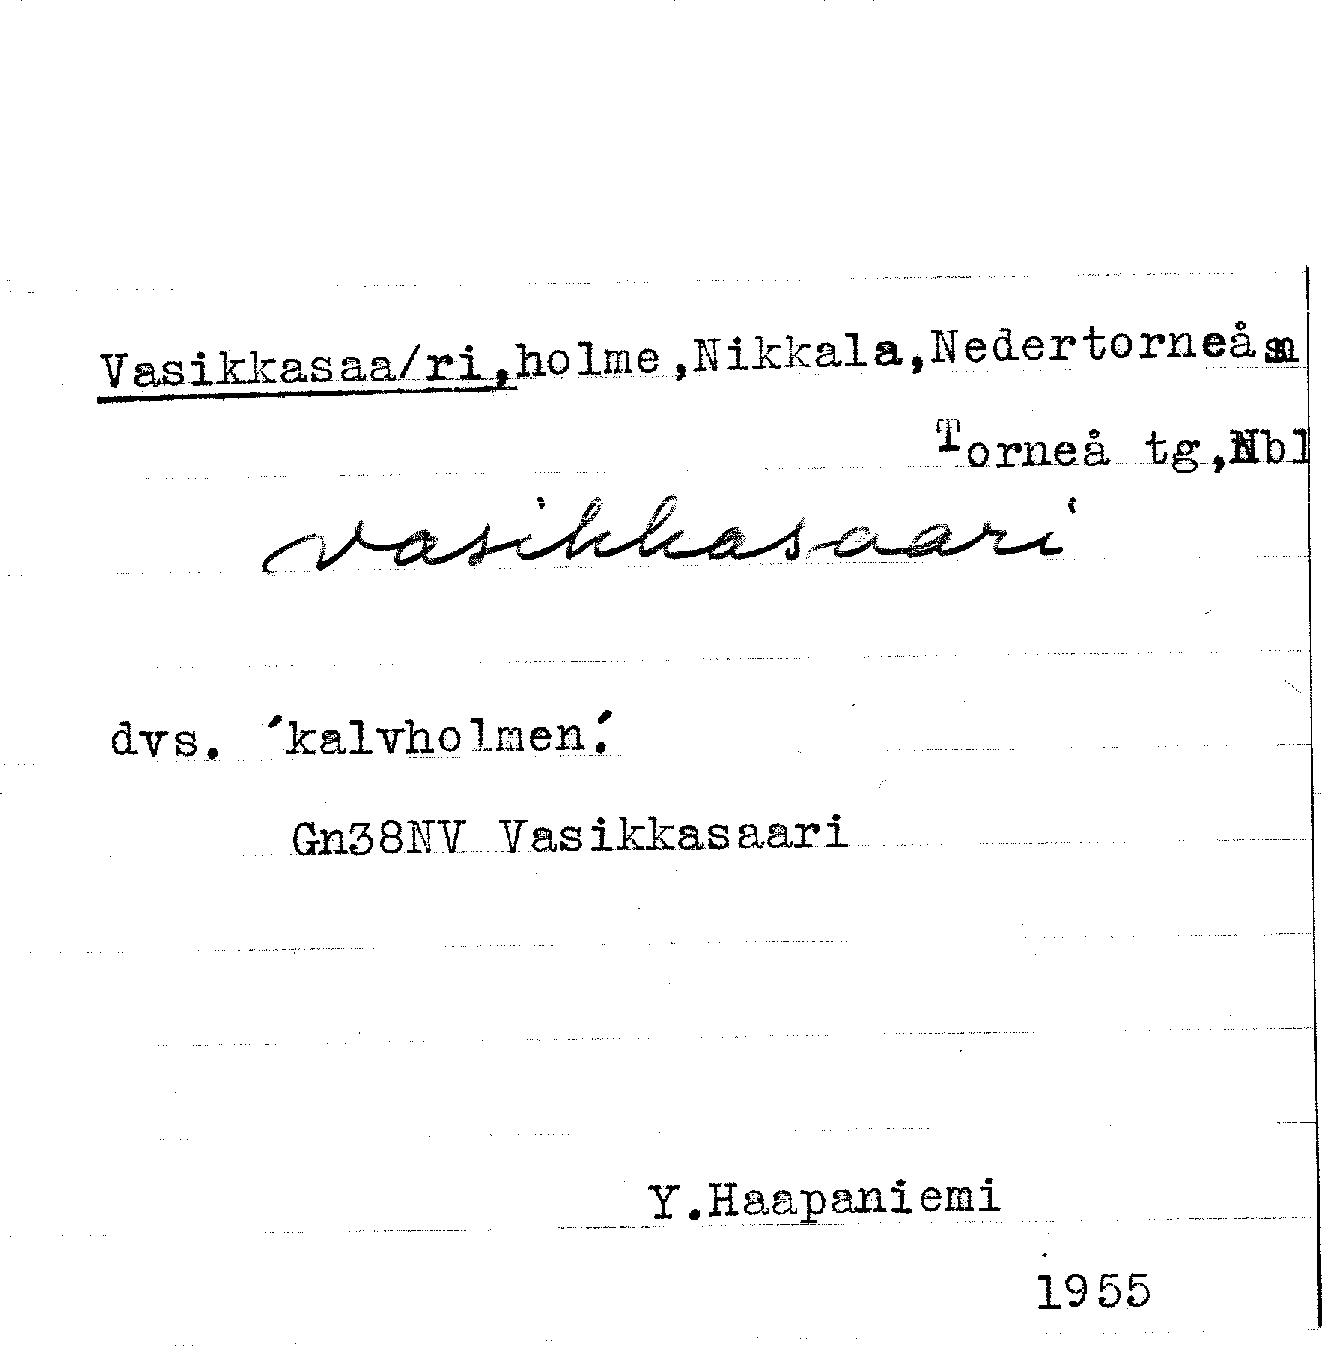 Vasikkasaa/ri,holme,Nikkala,Nedertorneå sn
Torneå tg,Nbl
vasikkasaari
dvs. ´kalvholmen´.
Gn38NV Vasikkasaari
Y.Haapaniemi
1955